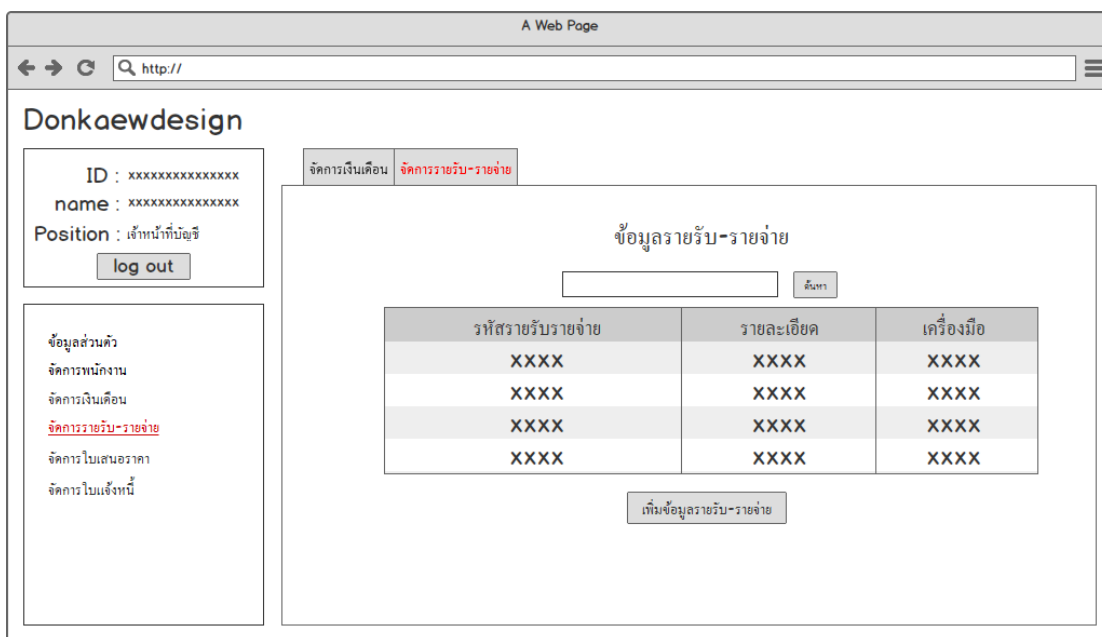 A Web Page
http://
Donkaewdesign
ID : xxxxxxxxxxxxxxx
name : xxxxxxxxxxxxxxx
Position : เจ้าหน้าที่บัญชี
log out
ข้อมูลส่วนตัว
จัดการพนักงาน
จัดการเงินเดือน
จัดการรายรับ-รายจ่าย
จัดการใบเสนอราคา
จัดการใบแจ้งหนี้
จัดการเงินเดือน จัดการรายรับ-รายจ่าย
ข้อมูลรายรับ-รายจ่าย
ค้นหา
รหัสรายรับรายจ่าย รายละเอียด เครื่องมือ
XXXX XXXX XXXX
XXXX XXXX XXXX
XXXX XXXX XXXX
XXXX XXXX XXXX
เพิ่มข้อมูลรายรับ-รายจ่าย